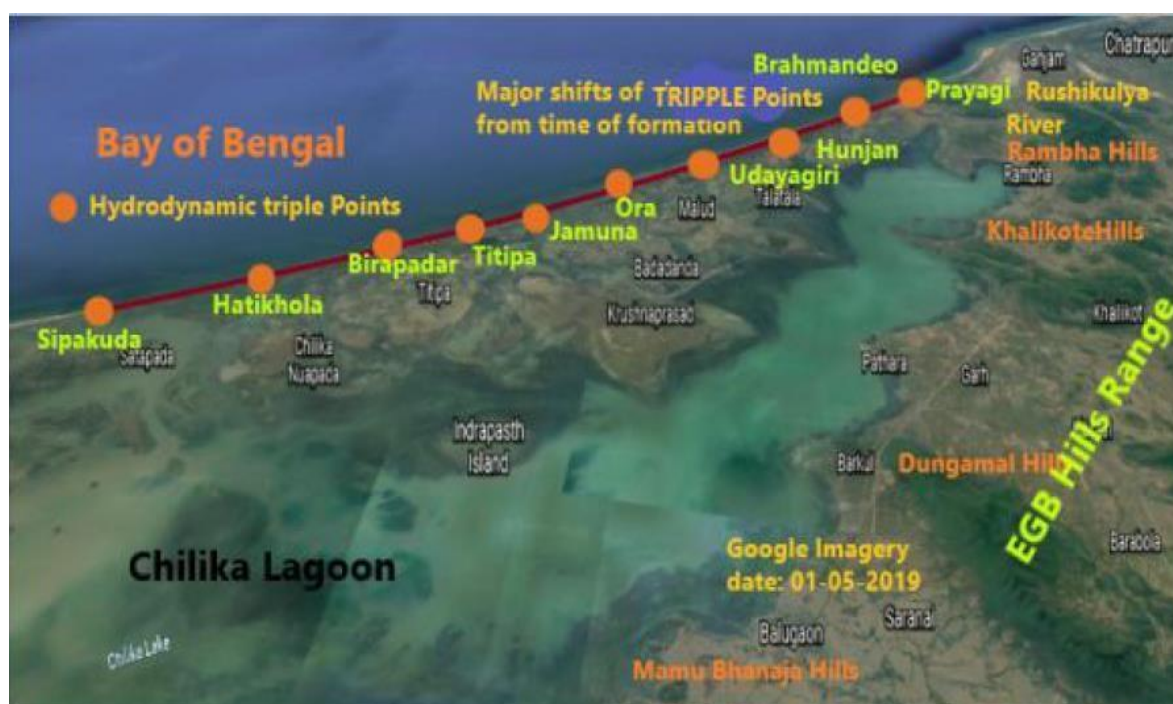 Chatrapur
Ganjam
Brahmandeo
Major shifts of TRIPPLE Points
from time of formation
Prayagi
Rushikulya
River
Bay of Bengal
Hunjan
Rambha Hills
Rambha
Udayagiri
Talatala
Hydrodynamic triple Points
Ora
Malud
Jamuna
KhalikoteHills
Titipa
Birapadar
Badadanda
Titipa
Hatikhola
Krushnaprasad
Khallikot
Sipakuda
Satapada
Chilika
Nuapada
Pathara
Garh
EGB Hills Range
Indrapasth
Island
Barkul
Dungamal Hill
Google Imagery
date: 01-05-2019
Barabola
Chilika Lagoon
Saranai
Balugaon
Chilika Lake
Mamu Bhanaja Hills